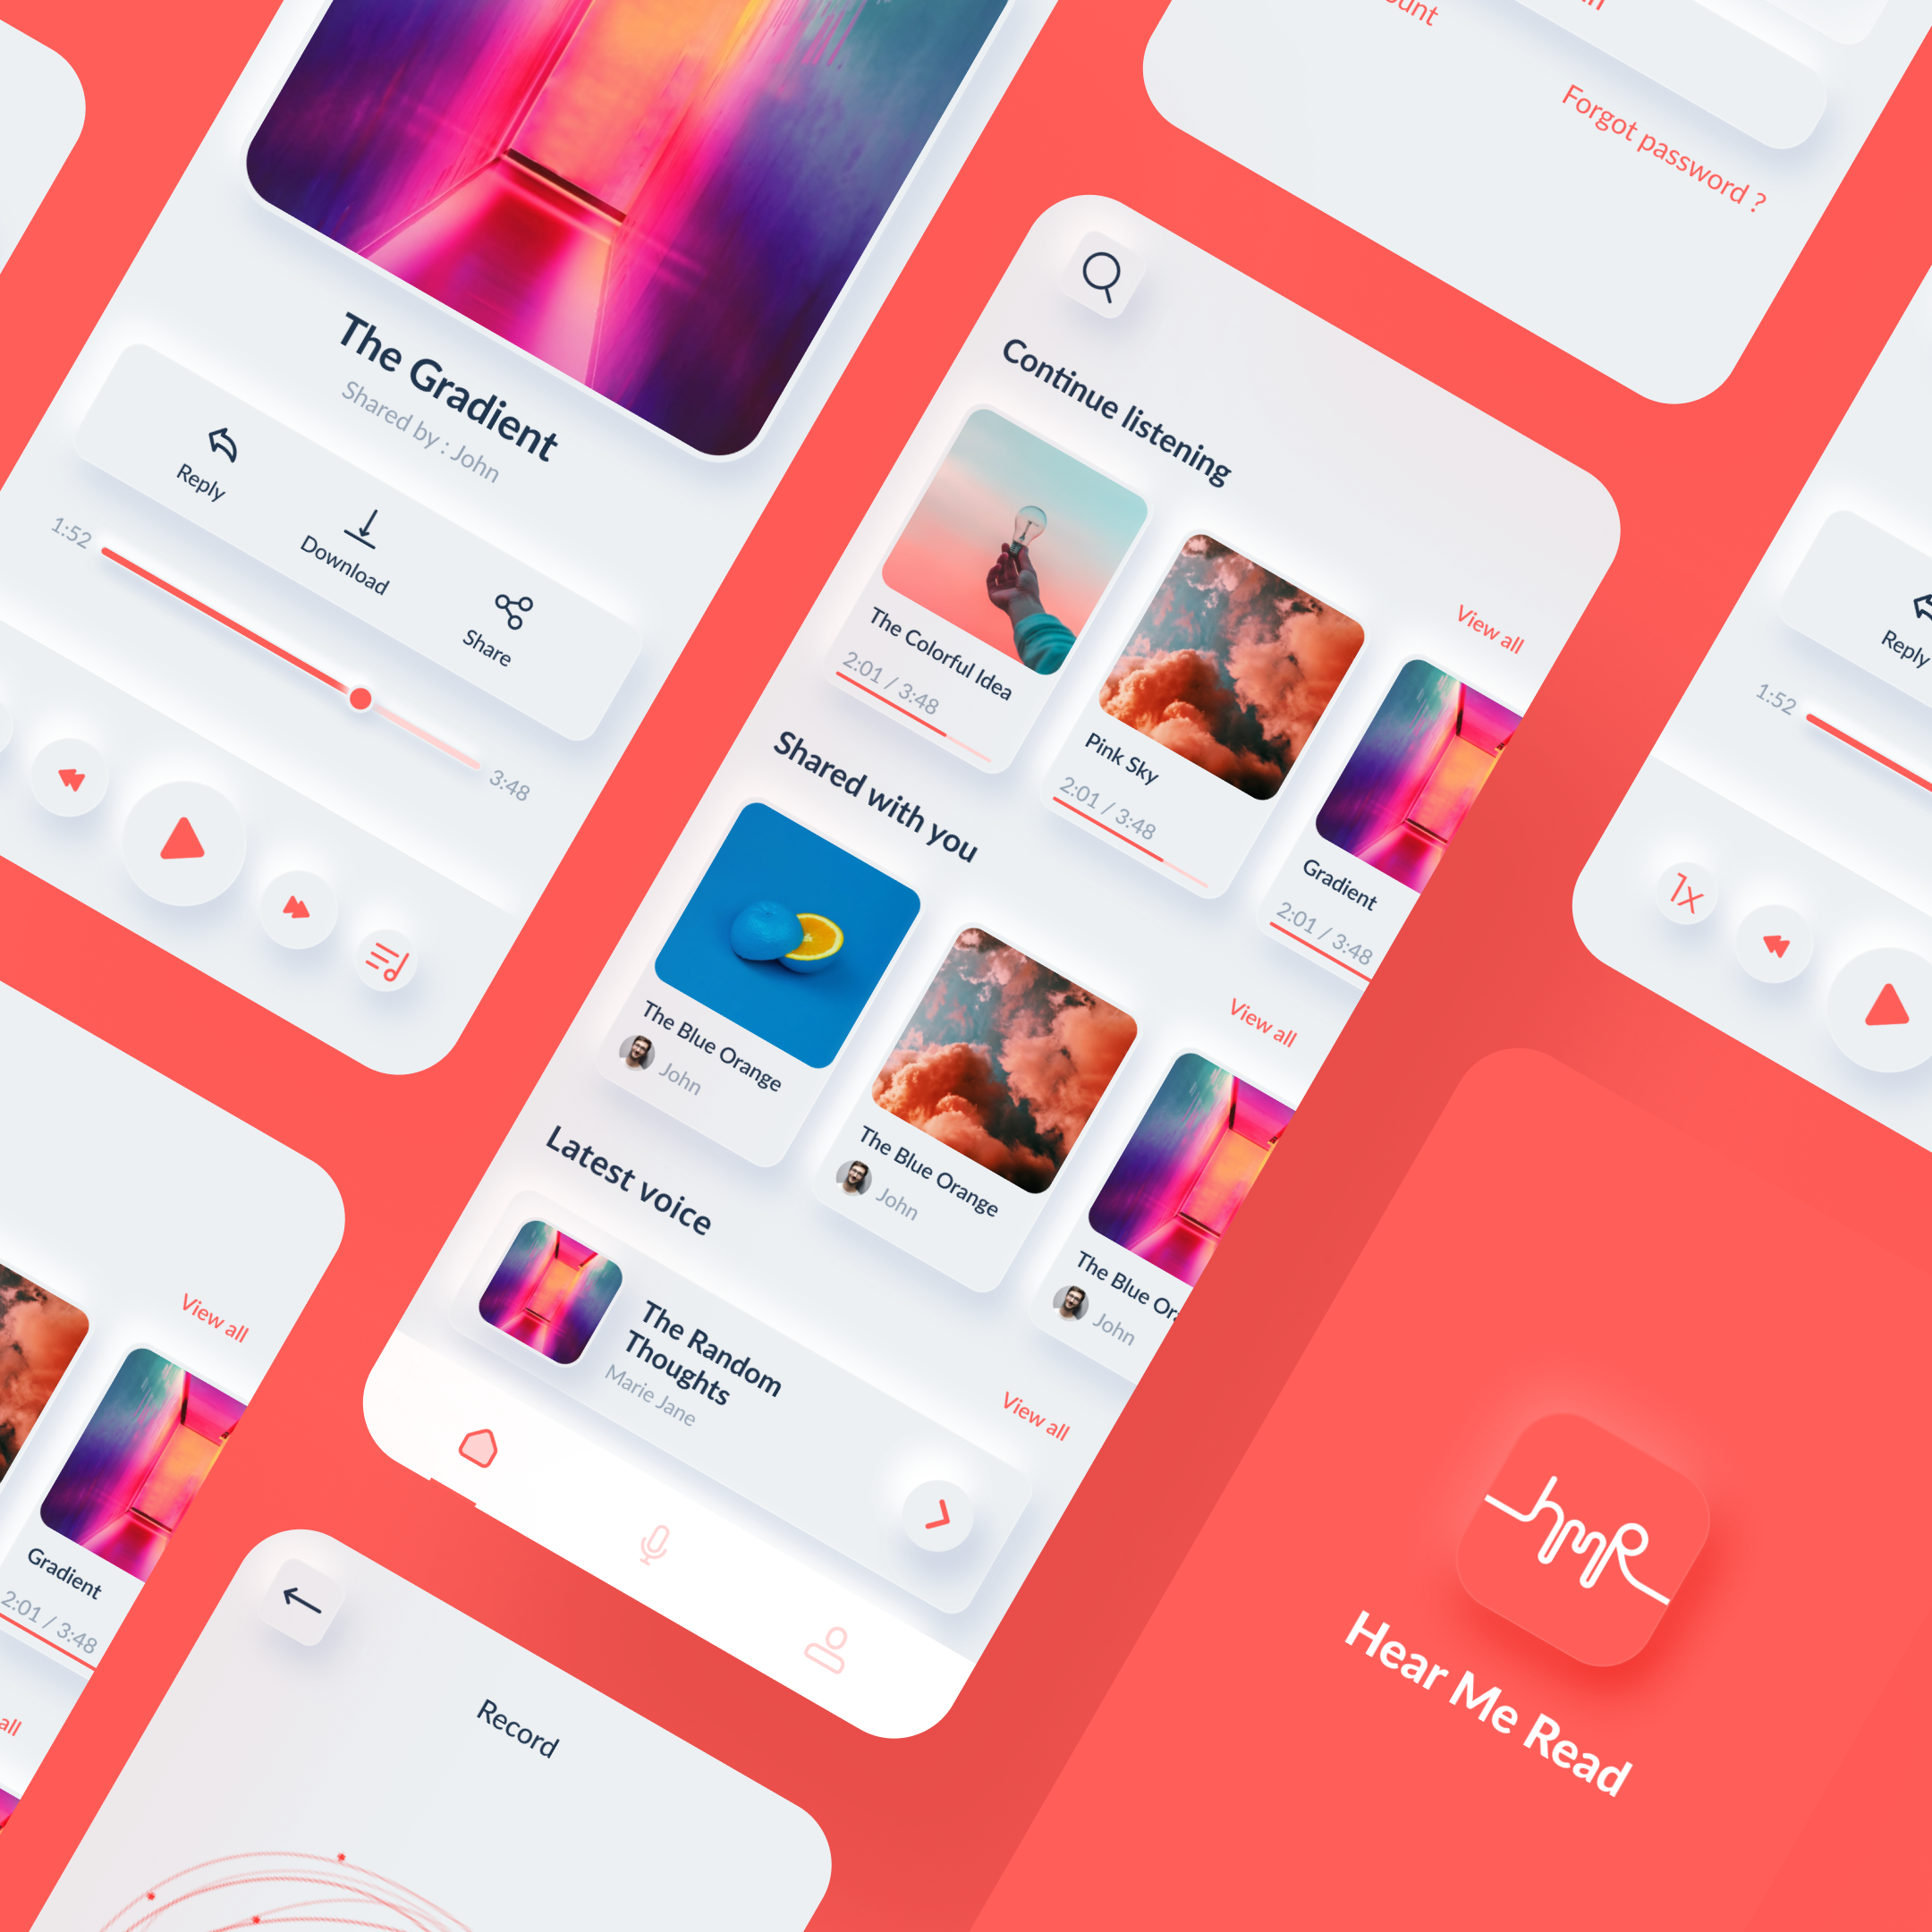 Forgot password ?
The Gradient
Shared by : John
Reply
Download
Share
1:52
3:48
Continue listening
View all
The Colorful Idea
2:01 / 3:48
Pink Sky
2:01 / 3:48
Gradient
2:01 / 3:48
Shared with you
View all
The Blue Orange
John
The Blue Orange
John
The Blue Or
John
Latest voice
View all
The Random
Thoughts
Marie Jane
Reply
1:52
1x
View all
Gradient
2:01 / 3:48
all
Record
hmR
Hear Me Read